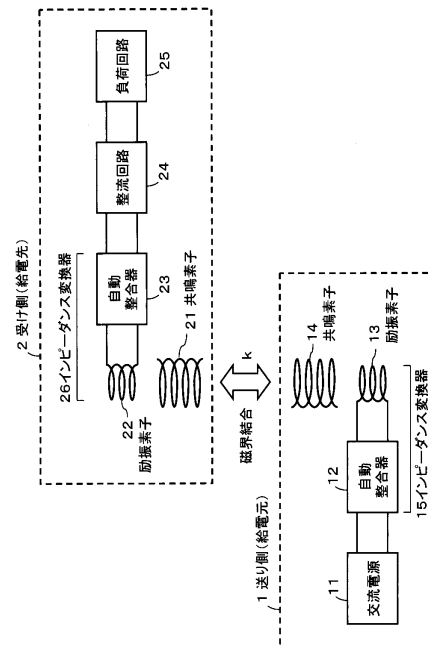 2 受け側(給電先)
26インピーダンス変換器
22
励振素子
21 共鳴素子
自動
整合器
23
整流回路
24
負荷回路
25
磁界結合
k
1 送り側(給電元)
11
交流電源
12
自動
整合器
14
共鳴素子
13
励振素子
15インピーダンス変換器